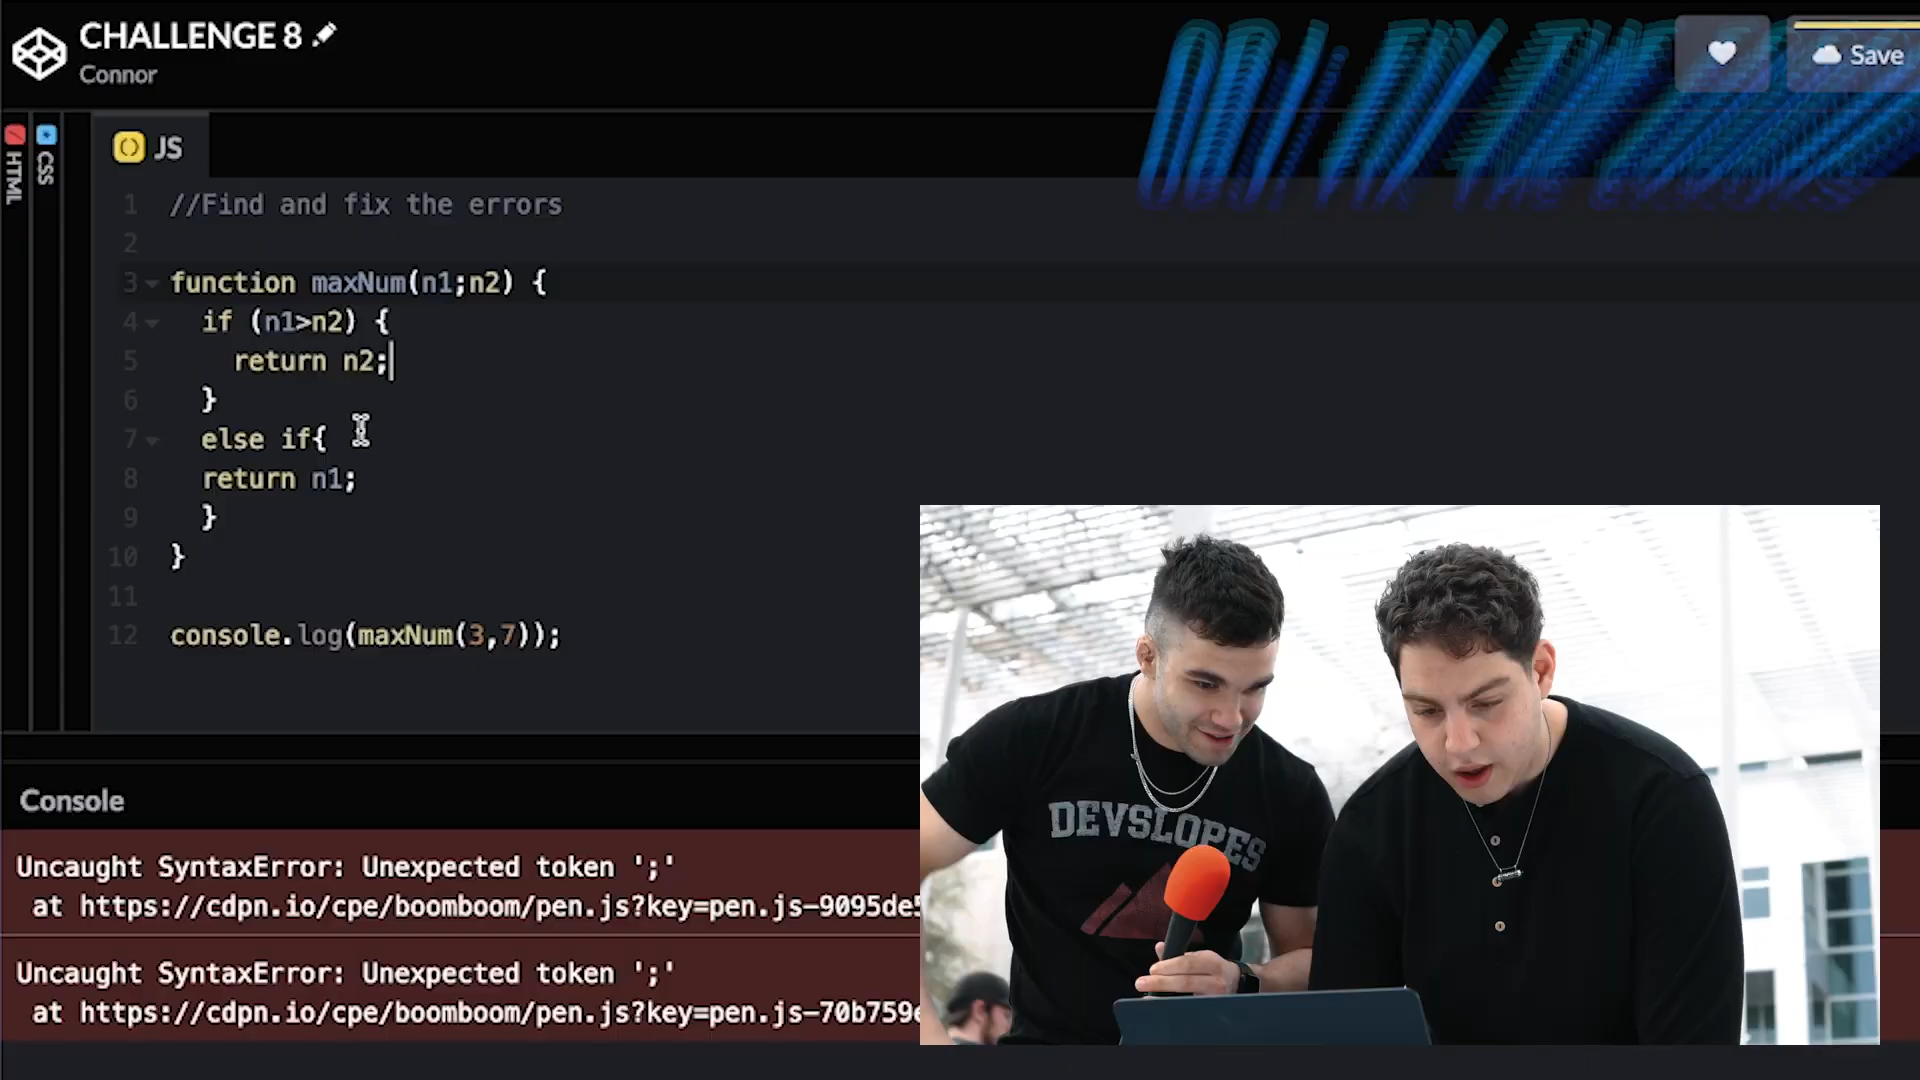 CHALLENGE 8
Connor
Save
HTML
CSS
JS
1 //Find and fix the errors
2
3 function maxNum(n1;n2) {
4 if (n1>n2) {
5 return n2;
6 }
7 else if{
8 return n1;
9 }
10 }
11
12 console.log(maxNum(3,7));
Console
Uncaught SyntaxError: Unexpected token ';'
at https://cdpn.io/cpe/boomboom/pen.js?key=pen.js-9095de
Uncaught SyntaxError: Unexpected token ';'
at https://cdpn.io/cpe/boomboom/pen.js?key=pen.js-70b759
DEVSLOPES